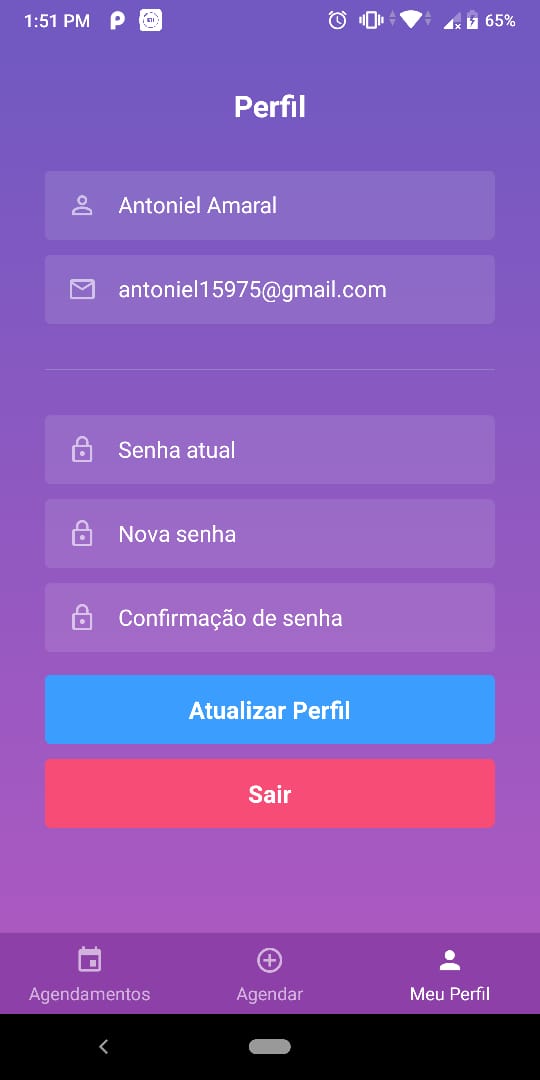 1:51 PM 65%
Perfil
Antoniel Amaral
antoniel15975@gmail.com
Senha atual
Nova senha
Confirmação de senha
Atualizar Perfil
Sair
Agendamentos Agendar Meu Perfil